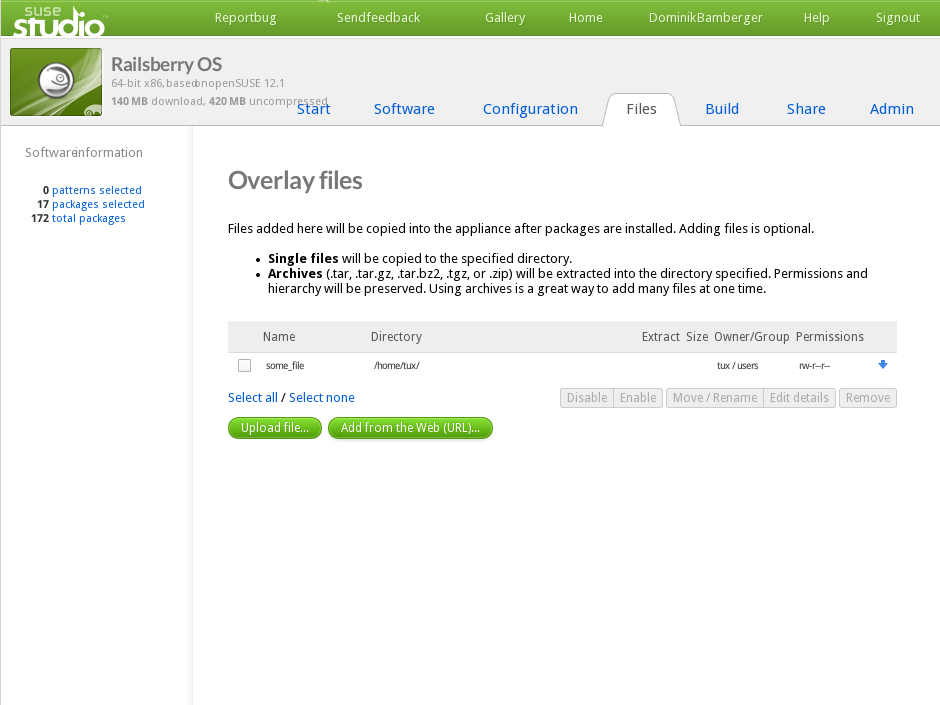 suse studio
Reportbug Sendfeedback Gallery Home DominikBamberger Help Signout
Railsberry OS
64-bit x86, based on openSUSE 12.1
140 MB download, 420 MB uncompressed
Start Software Configuration Files Build Share Admin
Software information
0 patterns selected
17 packages selected
172 total packages
Overlay files
Files added here will be copied into the appliance after packages are installed. Adding files is optional.
• Single files will be copied to the specified directory.
• Archives (.tar, .tar.gz, .tar.bz2, .tgz, or .zip) will be extracted into the directory specified. Permissions and
hierarchy will be preserved. Using archives is a great way to add many files at one time.
Name Directory Extract Size Owner/Group Permissions
some_file /home/tux/ tux / users rw-r--r--
Select all / Select none Disable Enable Move / Rename Edit details Remove
Upload file... Add from the Web (URL)...